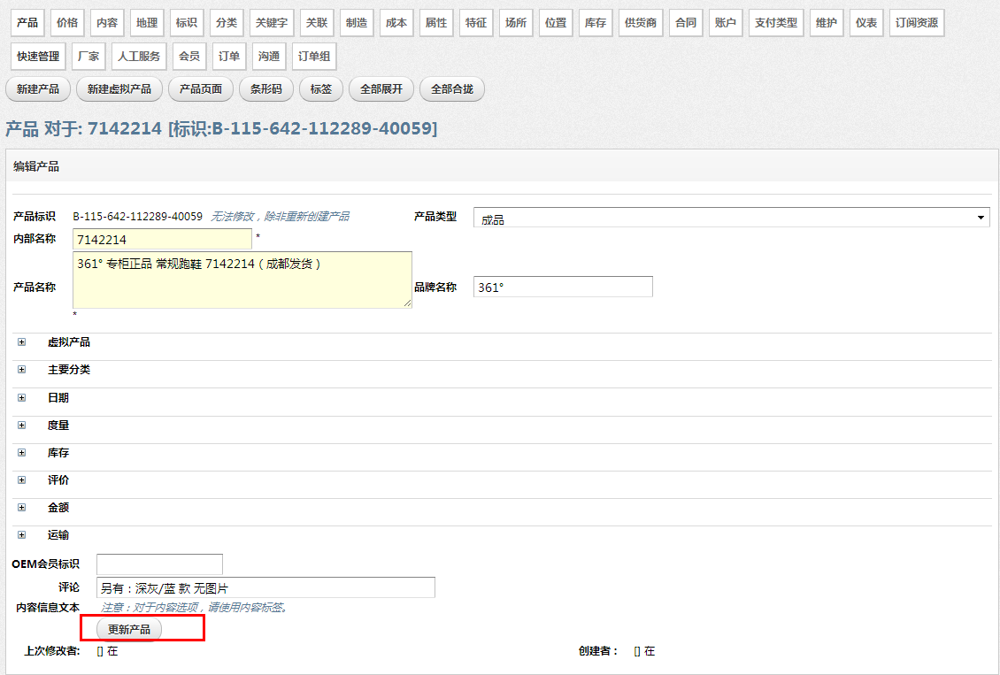 产品 价格 内容 地理 标识 分类 关键字 关联 制造 成本 属性 特征 场所 位置 库存 供货商 合同 账户 支付类型 维护 仪表 订阅资源
快速管理 厂家 人工服务 会员 订单 沟通 订单组
新建产品 新建虚拟产品 产品页面 条形码 标签 全部展开 全部合拢
产品 对于: 7142214 [标识:B-115-642-112289-40059]
编辑产品
产品标识 B-115-642-112289-40059 无法修改，除非重新创建产品 产品类型 成品
内部名称 7142214 *
产品名称 361° 专柜正品 常规跑鞋 7142214（成都发货） 品牌名称 361°
*
虚拟产品
主要分类
日期
度量
库存
评价
金额
运输
OEM会员标识
评论 另有：深灰/蓝 款 无图片
内容信息文本 注意：对于内容选项，请使用内容标签。
更新产品
上次修改者: [] 在 创建者： [] 在